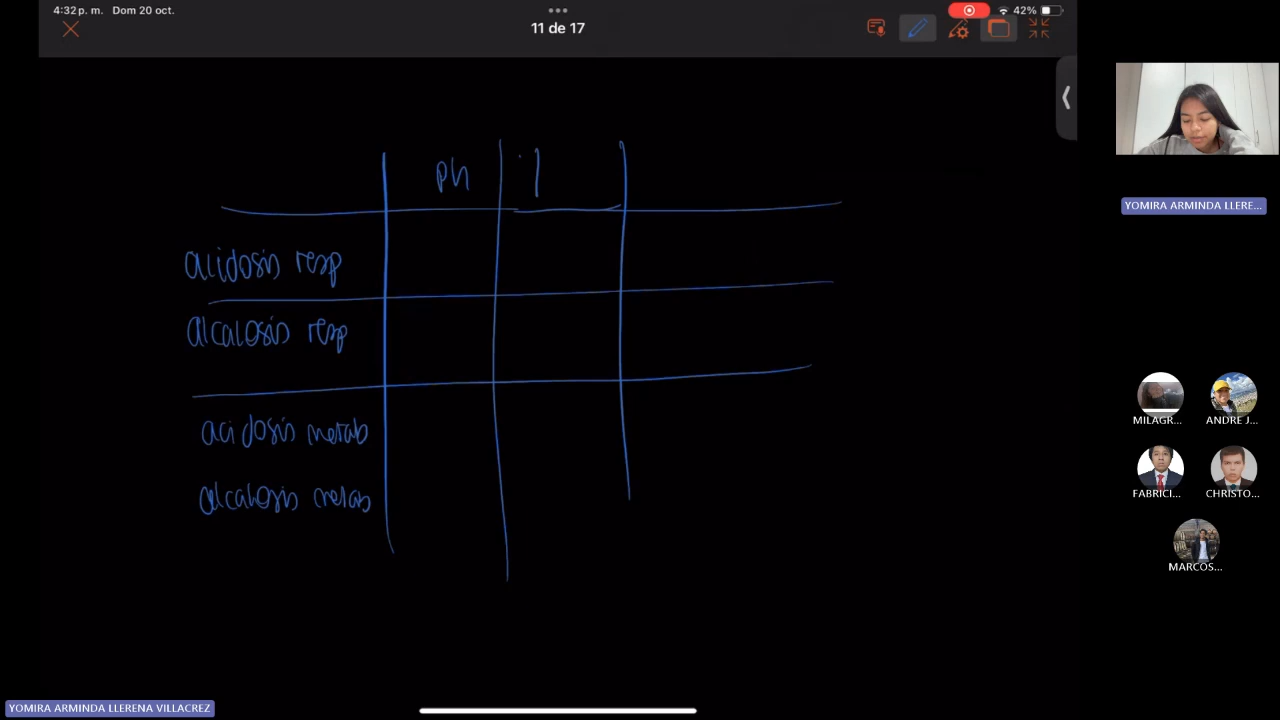 4:32 p. m. Dom 20 oct.
42%
11 de 17
YOMIRA ARMINDA LLERE...
ph
acidosis resp
alcalosis resp
acidosis metab
alcalosis metab
MILAGR...
ANDRE J...
FABRICI...
CHRISTO...
MARCOS...
YOMIRA ARMINDA LLERENA VILLACREZ